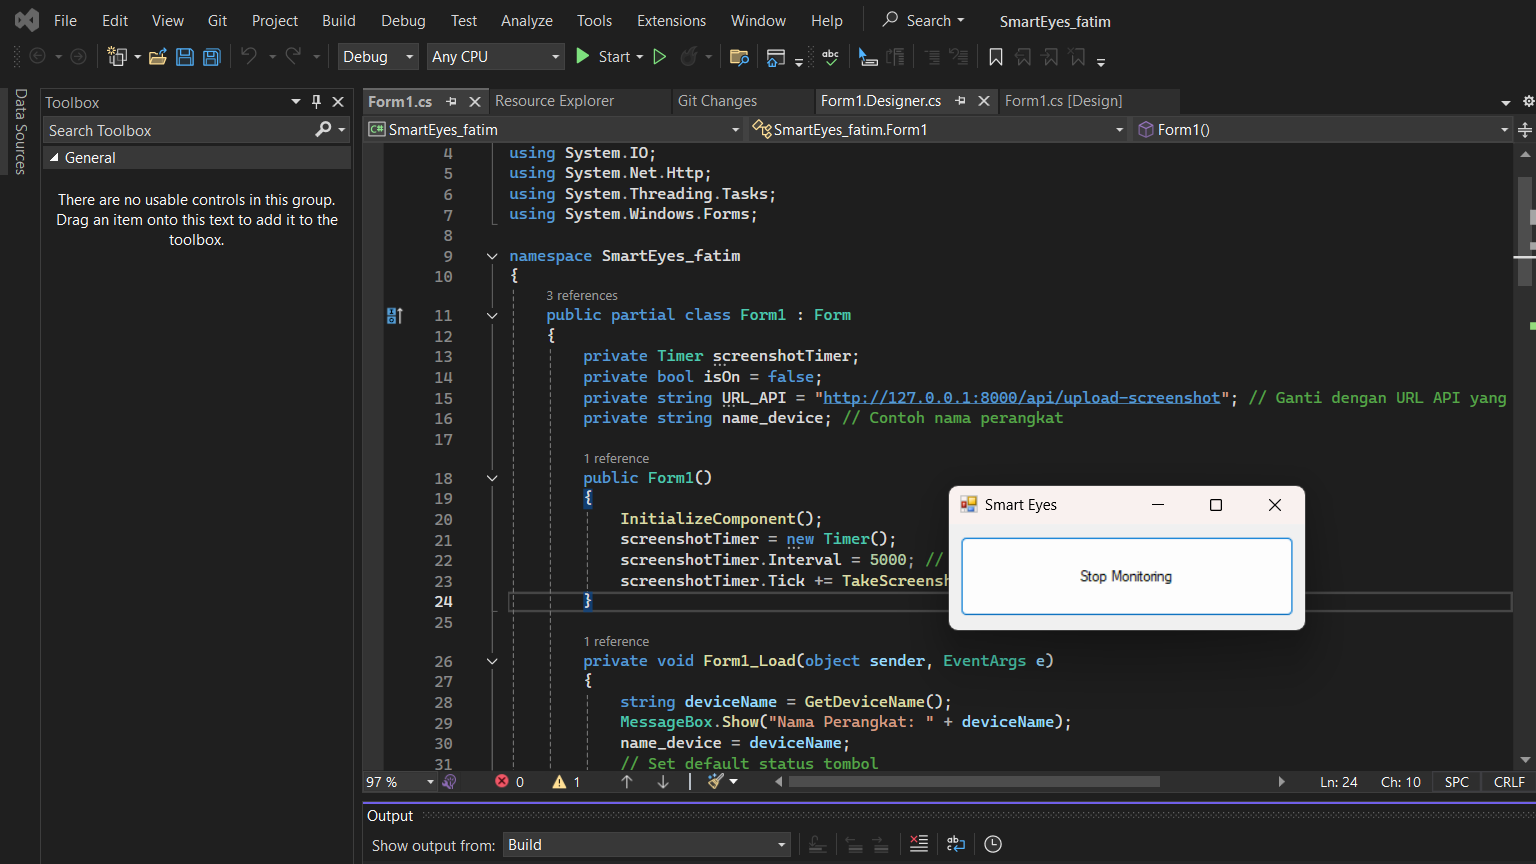 File Edit View Git Project Build Debug Test Analyze Tools Extensions Window Help Search SmartEyes_fatim
Debug Any CPU Start abc
Data Sources
Toolbox
Search Toolbox
General
There are no usable controls in this group.
Drag an item onto this text to add it to the
toolbox.
Form1.cs Resource Explorer Git Changes Form1.Designer.cs Form1.cs [Design]
C# SmartEyes_fatim SmartEyes_fatim.Form1 Form1()
4 using System.IO;
5 using System.Net.Http;
6 using System.Threading.Tasks;
7 using System.Windows.Forms;
8
9 namespace SmartEyes_fatim
10 {
3 references
11 public partial class Form1 : Form
12 {
13 private Timer screenshotTimer;
14 private bool isOn = false;
15 private string URL_API = "http://127.0.0.1:8000/api/upload-screenshot"; // Ganti dengan URL API yang
16 private string name_device; // Contoh nama perangkat
17
1 reference
18 public Form1()
19 {
20 InitializeComponent();
21 screenshotTimer = new Timer();
22 screenshotTimer.Interval = 5000; //
23 screenshotTimer.Tick += TakeScreensh
24 }
25
1 reference
26 private void Form1_Load(object sender, EventArgs e)
27 {
28 string deviceName = GetDeviceName();
29 MessageBox.Show("Nama Perangkat: " + deviceName);
30 name_device = deviceName;
31 // Set default status tombol
Smart Eyes
Stop Monitoring
97 % 0 1 Ln: 24 Ch: 10 SPC CRLF
Output
Show output from: Build